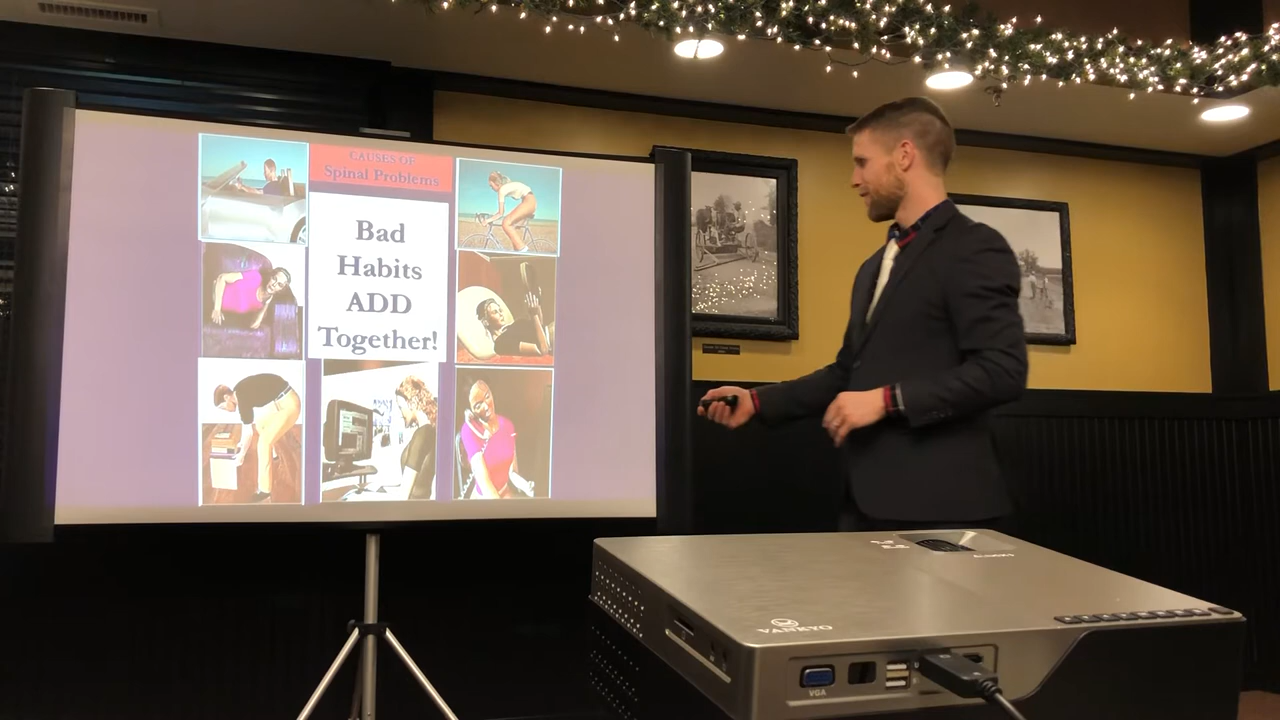 CAUSES OF
Spinal Problems
Bad
Habits
ADD
Together!
VANKYO
VGA